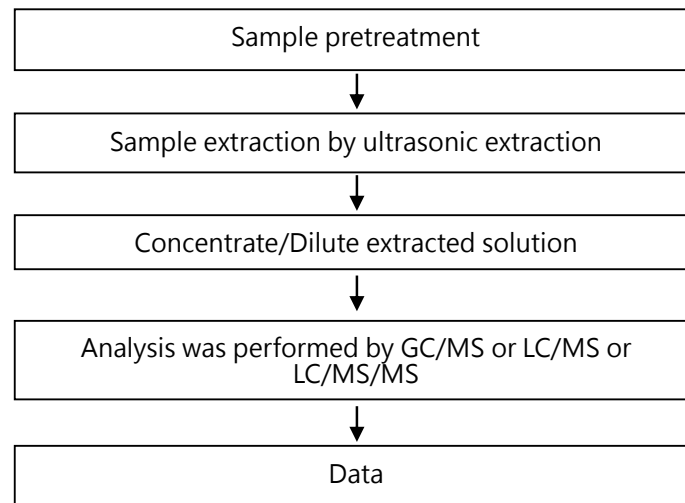 Sample pretreatment
Sample extraction by ultrasonic extraction
Concentrate/Dilute extracted solution
Analysis was performed by GC/MS or LC/MS or
LC/MS/MS
Data